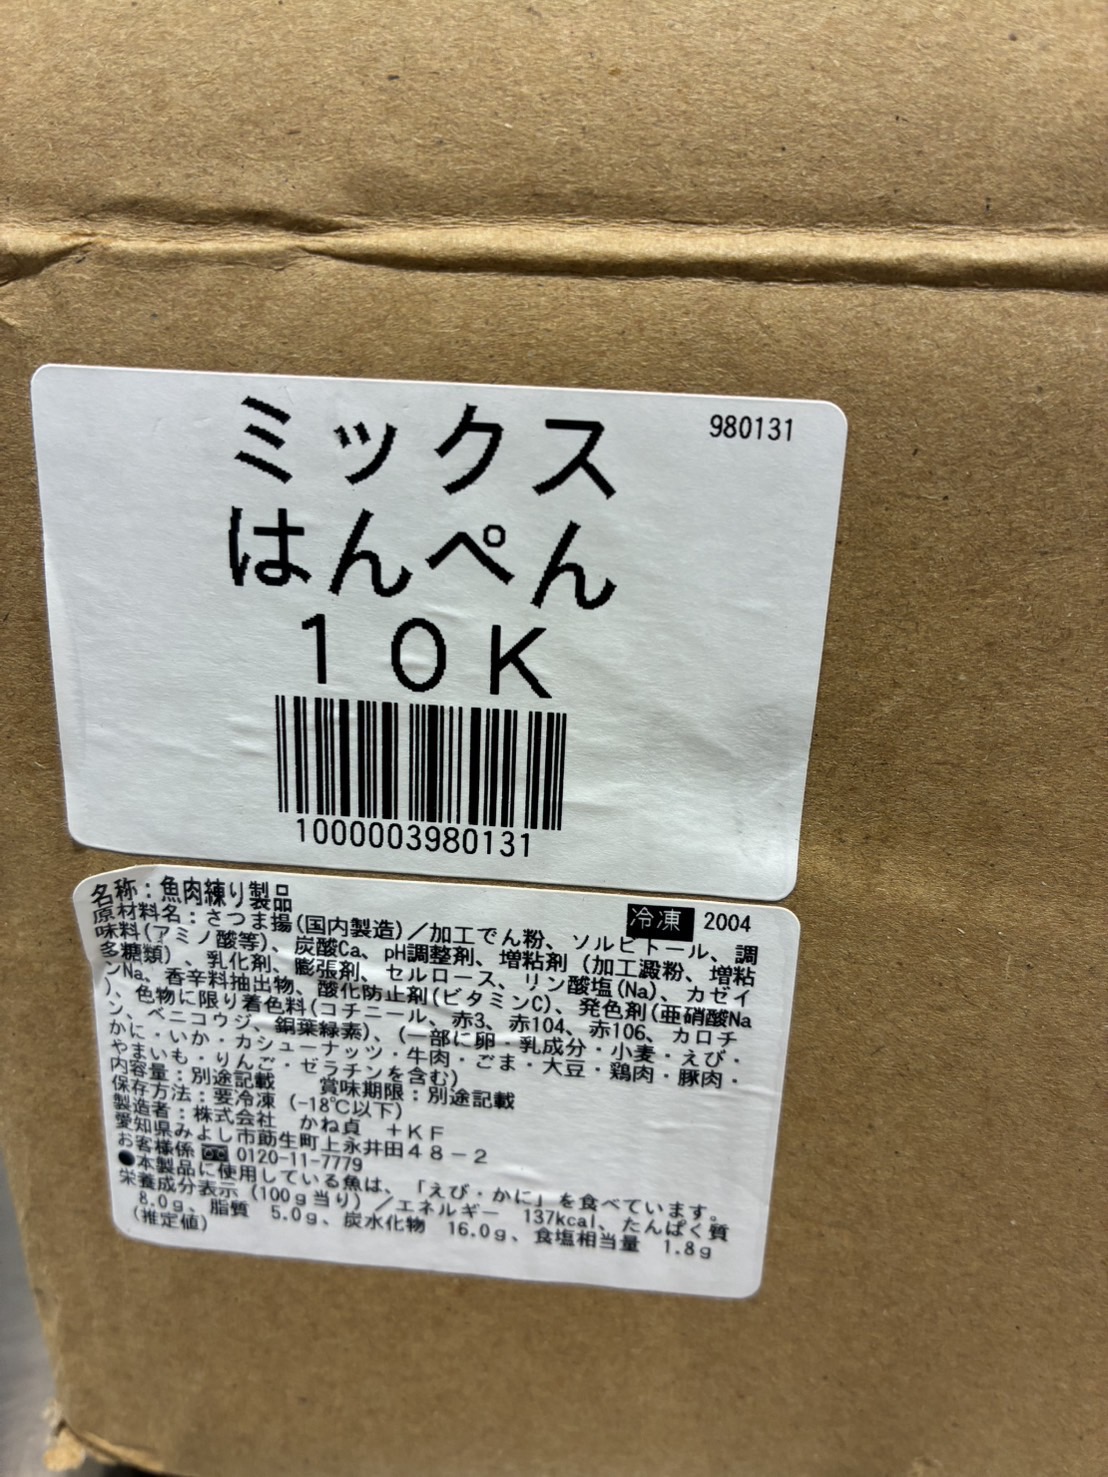 980131
ミックス
はんぺん
10K
1000003980131
名称：魚肉練り製品
冷凍 2004
原材料名：さつま揚(国内製造)／加工でん粉、ソルビトール、調
味料(アミノ酸等)、炭酸Ca、pH調整剤、増粘剤（加工澱粉、増粘
多糖類）、乳化剤、膨張剤、セルロース、リン酸塩(Na)、カゼイ
ンNa、香辛料抽出物、酸化防止剤(ビタミンC)、発色剤(亜硝酸Na
)、色物に限り着色料(コチニール、赤3、赤104、赤106、カロチ
ン、ベニコウジ、銅葉緑素)、(一部に卵・乳成分・小麦・えび・
かに・いか・カシューナッツ・牛肉・ごま・大豆・鶏肉・豚肉・
やまいも・りんご・ゼラチンを含む)
内容量：別途記載 賞味期限：別途記載
保存方法：要冷凍（-18℃以下）
製造者：株式会社 かね貞 +KF
愛知県みよし市莇生町上永井田48－2
お客様係 0120-11-7779
●本製品に使用している魚は、「えび・かに」を食べています。
栄養成分表示（100g当り）／エネルギー 137kcal、たんぱく質
8.0g、脂質 5.0g、炭水化物 16.0g、食塩相当量 1.8g
(推定値)